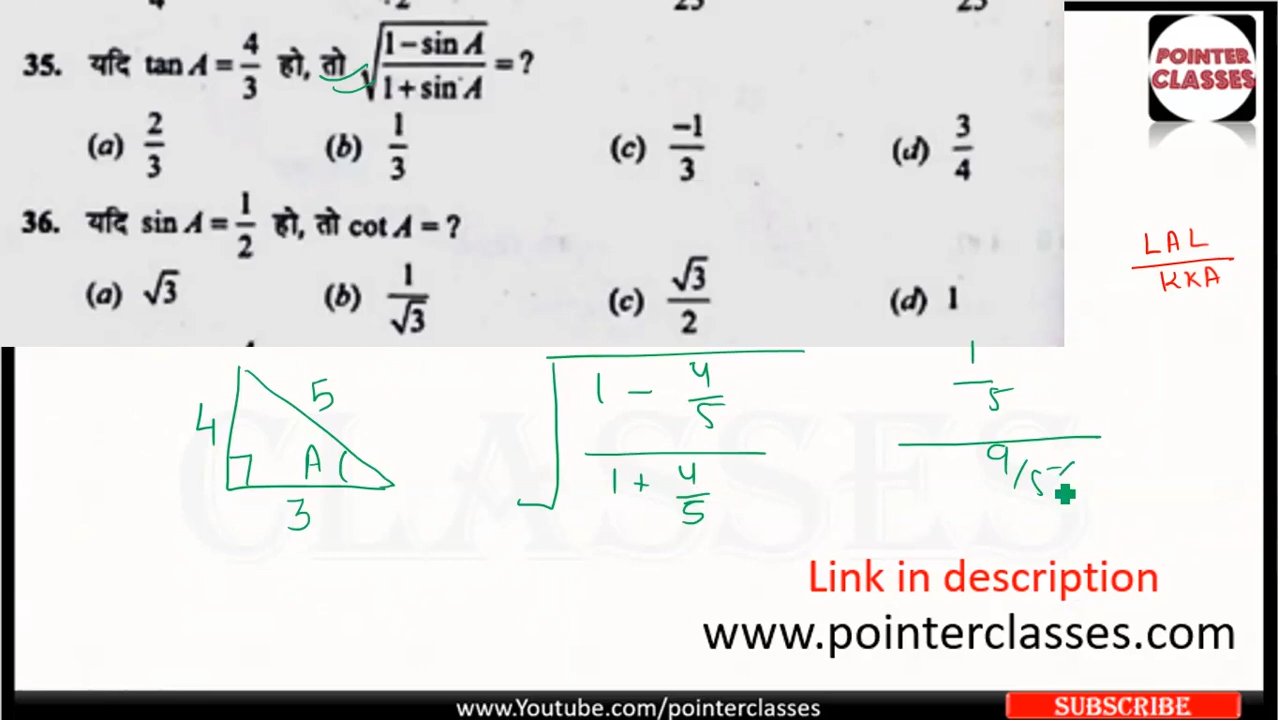 35. यदि tan A = 4/3 हो, तो √((1 − sin A)/(1 + sin A)) = ?
(a) 2/3 (b) 1/3 (c) −1/3 (d) 3/4
36. यदि sin A = 1/2 हो, तो cot A = ?
(a) √3 (b) 1/√3 (c) √3/2 (d) 1
POINTER
CLASSES
LAL
KKA
4 5 A 3
√((1 − 4/5)/(1 + 4/5))
1/5
9/5
CLASSES
Link in description
www.pointerclasses.com
www.Youtube.com/pointerclasses SUBSCRIBE